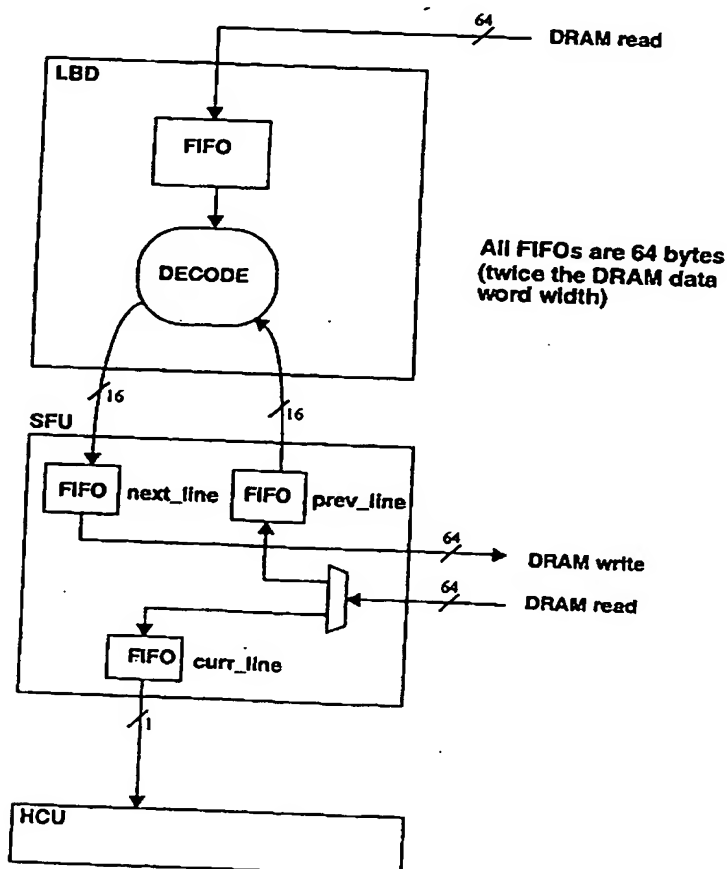 64
DRAM read
LBD
FIFO
DECODE
All FIFOs are 64 bytes
(twice the DRAM data
word width)
16
16
SFU
FIFO
next_line
FIFO
prev_line
64
DRAM write
64
DRAM read
FIFO
curr_line
1
HCU